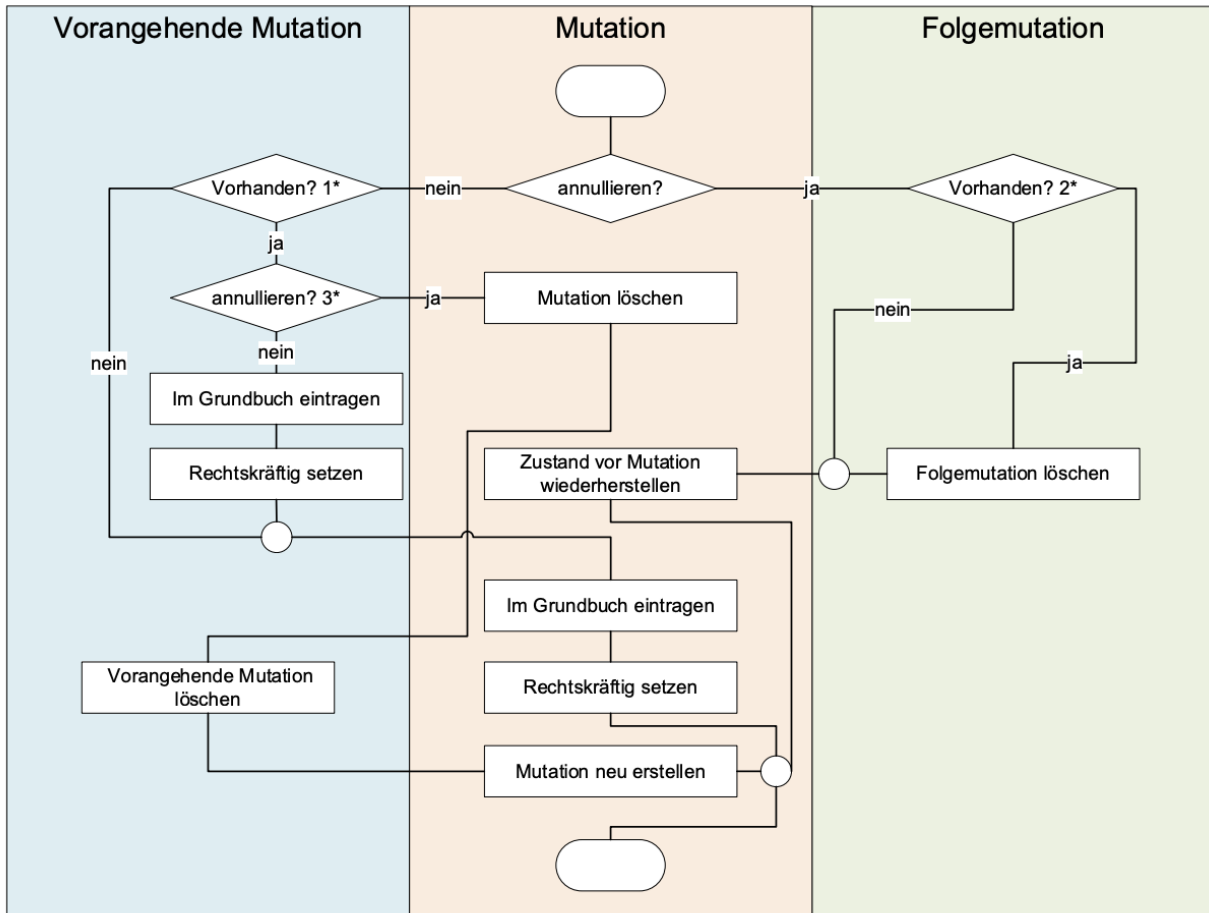 Vorangehende Mutation
Mutation
Folgemutation
Vorhanden? 1*
nein
annullieren?
ja
Vorhanden? 2*
ja
annullieren? 3*
ja
Mutation löschen
nein
nein
nein
ja
Im Grundbuch eintragen
Rechtskräftig setzen
Zustand vor Mutation
wiederherstellen
Folgemutation löschen
Im Grundbuch eintragen
Vorangehende Mutation
löschen
Rechtskräftig setzen
Mutation neu erstellen